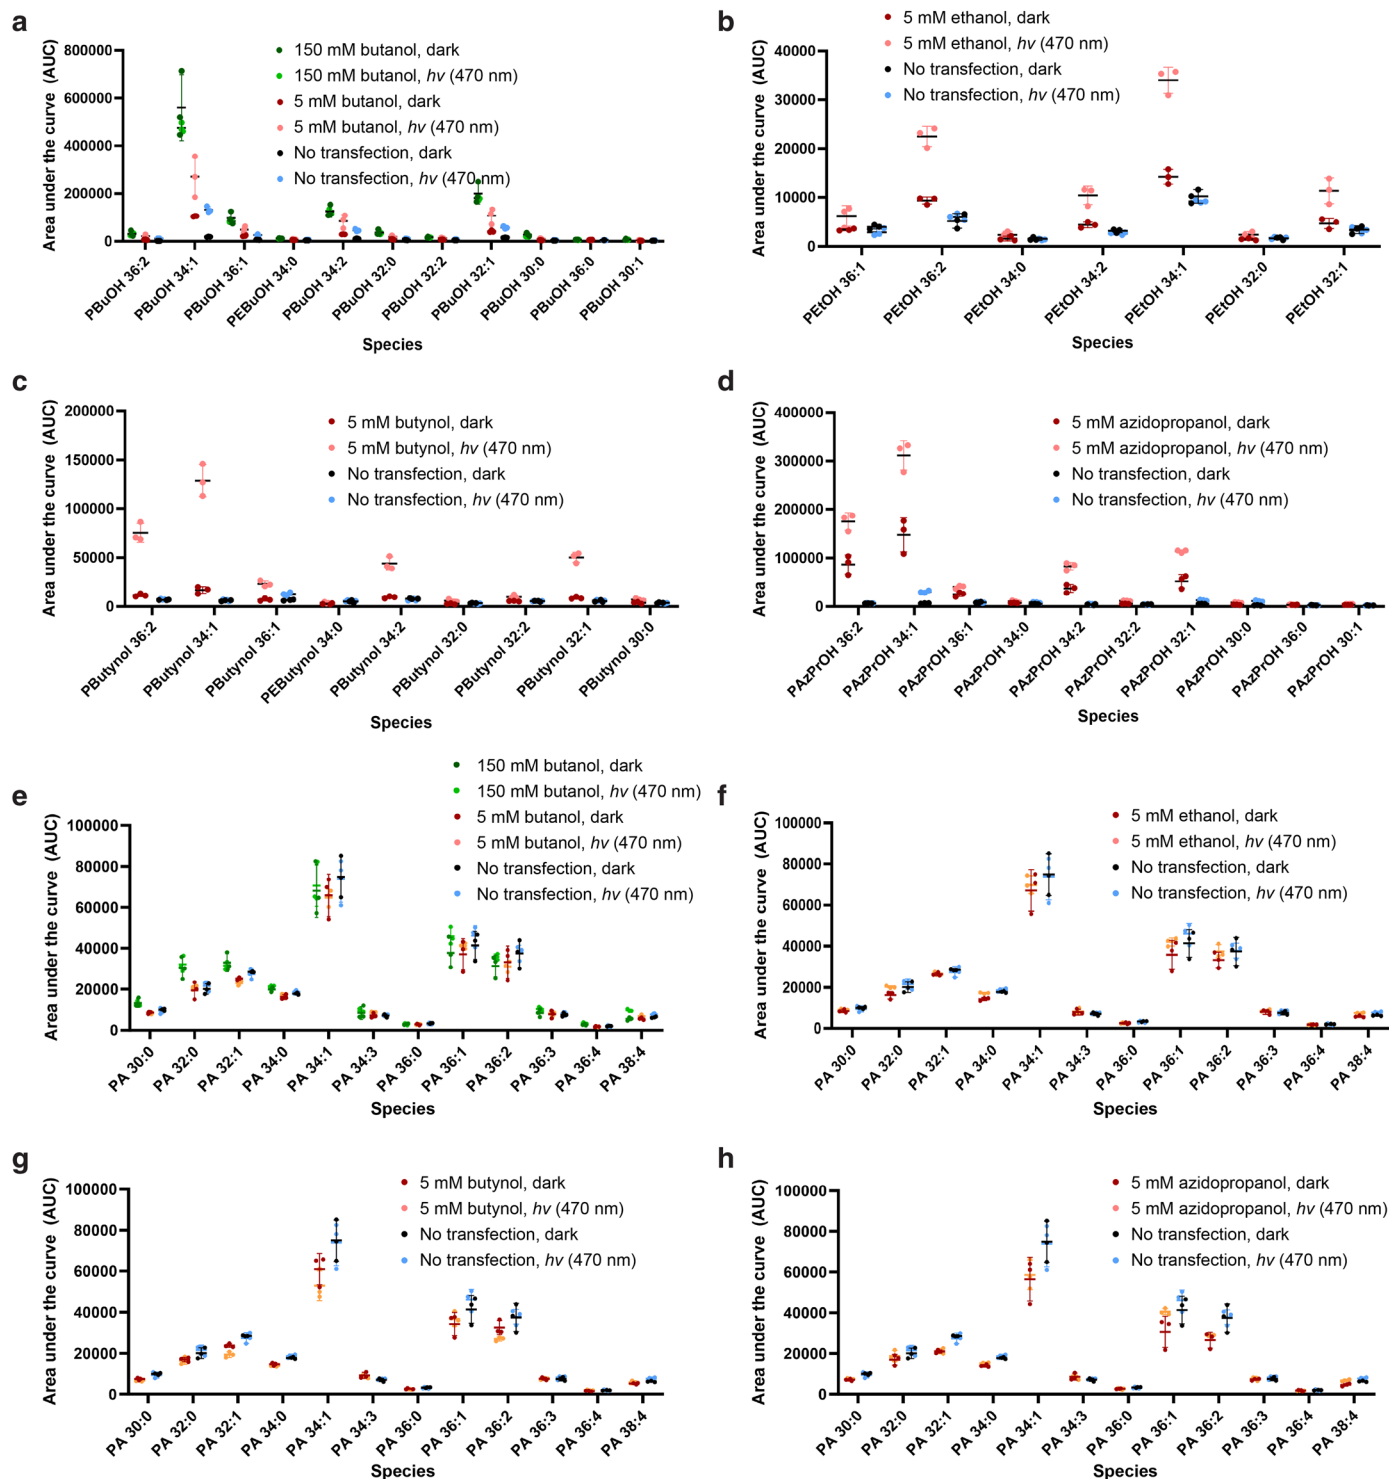 a
Area under the curve (AUC)
800000
600000
400000
200000
0
150 mM butanol, dark
150 mM butanol, hv (470 nm)
5 mM butanol, dark
5 mM butanol, hv (470 nm)
No transfection, dark
No transfection, hv (470 nm)
PBuOH 36:2
PBuOH 34:1
PBuOH 36:1
PEBuOH 34:0
PBuOH 34:2
PBuOH 32:0
PBuOH 32:2
PBuOH 32:1
PBuOH 30:0
PBuOH 36:0
PBuOH 30:1
Species
b
Area under the curve (AUC)
40000
30000
20000
10000
0
5 mM ethanol, dark
5 mM ethanol, hv (470 nm)
No transfection, dark
No transfection, hv (470 nm)
PEtOH 36:1
PEtOH 36:2
PEtOH 34:0
PEtOH 34:2
PEtOH 34:1
PEtOH 32:0
PEtOH 32:1
Species
c
Area under the curve (AUC)
200000
150000
100000
50000
0
5 mM butynol, dark
5 mM butynol, hv (470 nm)
No transfection, dark
No transfection, hv (470 nm)
PButynol 36:2
PButynol 34:1
PButynol 36:1
PEButynol 34:0
PButynol 34:2
PButynol 32:0
PButynol 32:2
PButynol 32:1
PButynol 30:0
Species
d
Area under the curve (AUC)
400000
300000
200000
100000
0
5 mM azidopropanol, dark
5 mM azidopropanol, hv (470 nm)
No transfection, dark
No transfection, hv (470 nm)
PAzPrOH 36:2
PAzPrOH 34:1
PAzPrOH 36:1
PAzPrOH 34:0
PAzPrOH 34:2
PAzPrOH 32:2
PAzPrOH 32:1
PAzPrOH 30:0
PAzPrOH 36:0
PAzPrOH 30:1
Species
e
Area under the curve (AUC)
100000
80000
60000
40000
20000
0
150 mM butanol, dark
150 mM butanol, hv (470 nm)
5 mM butanol, dark
5 mM butanol, hv (470 nm)
No transfection, dark
No transfection, hv (470 nm)
PA 30:0
PA 32:0
PA 32:1
PA 34:0
PA 34:1
PA 34:3
PA 36:0
PA 36:1
PA 36:2
PA 36:3
PA 36:4
PA 38:4
Species
f
Area under the curve (AUC)
100000
80000
60000
40000
20000
0
5 mM ethanol, dark
5 mM ethanol, hv (470 nm)
No transfection, dark
No transfection, hv (470 nm)
PA 30:0
PA 32:0
PA 32:1
PA 34:0
PA 34:1
PA 34:3
PA 36:0
PA 36:1
PA 36:2
PA 36:3
PA 36:4
PA 38:4
Species
g
Area under the curve (AUC)
100000
80000
60000
40000
20000
0
5 mM butynol, dark
5 mM butynol, hv (470 nm)
No transfection, dark
No transfection, hv (470 nm)
PA 30:0
PA 32:0
PA 32:1
PA 34:0
PA 34:1
PA 34:3
PA 36:0
PA 36:1
PA 36:2
PA 36:3
PA 36:4
PA 38:4
Species
h
Area under the curve (AUC)
100000
80000
60000
40000
20000
0
5 mM azidopropanol, dark
5 mM azidopropanol, hv (470 nm)
No transfection, dark
No transfection, hv (470 nm)
PA 30:0
PA 32:0
PA 32:1
PA 34:0
PA 34:1
PA 34:3
PA 36:0
PA 36:1
PA 36:2
PA 36:3
PA 36:4
PA 38:4
Species